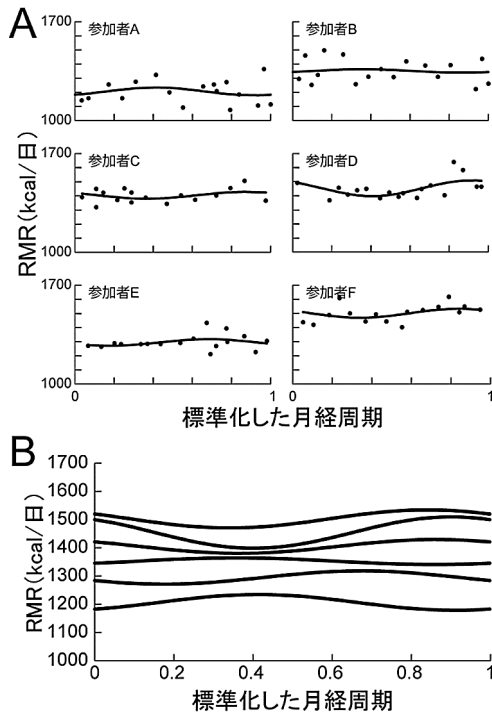 A
1700
参加者A
参加者B
1000
1700
参加者C
参加者D
RMR(kcal/日)
1000
1700
参加者E
参加者F
1000
0
1
0
1
標準化した月経周期
B
1700
1600
1500
1400
1300
1200
1100
1000
RMR(kcal/日)
0
0.2
0.4
0.6
0.8
1
標準化した月経周期